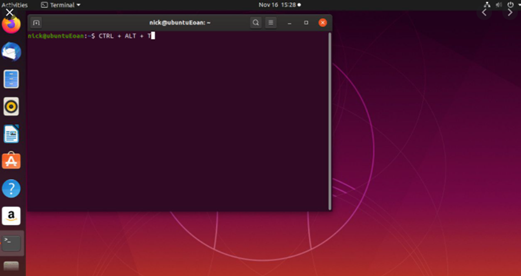 Activities Terminal Nov 16 15:28
nick@ubuntuEoan: ~
nick@ubuntuEoan:~$ CTRL + ALT + T
a